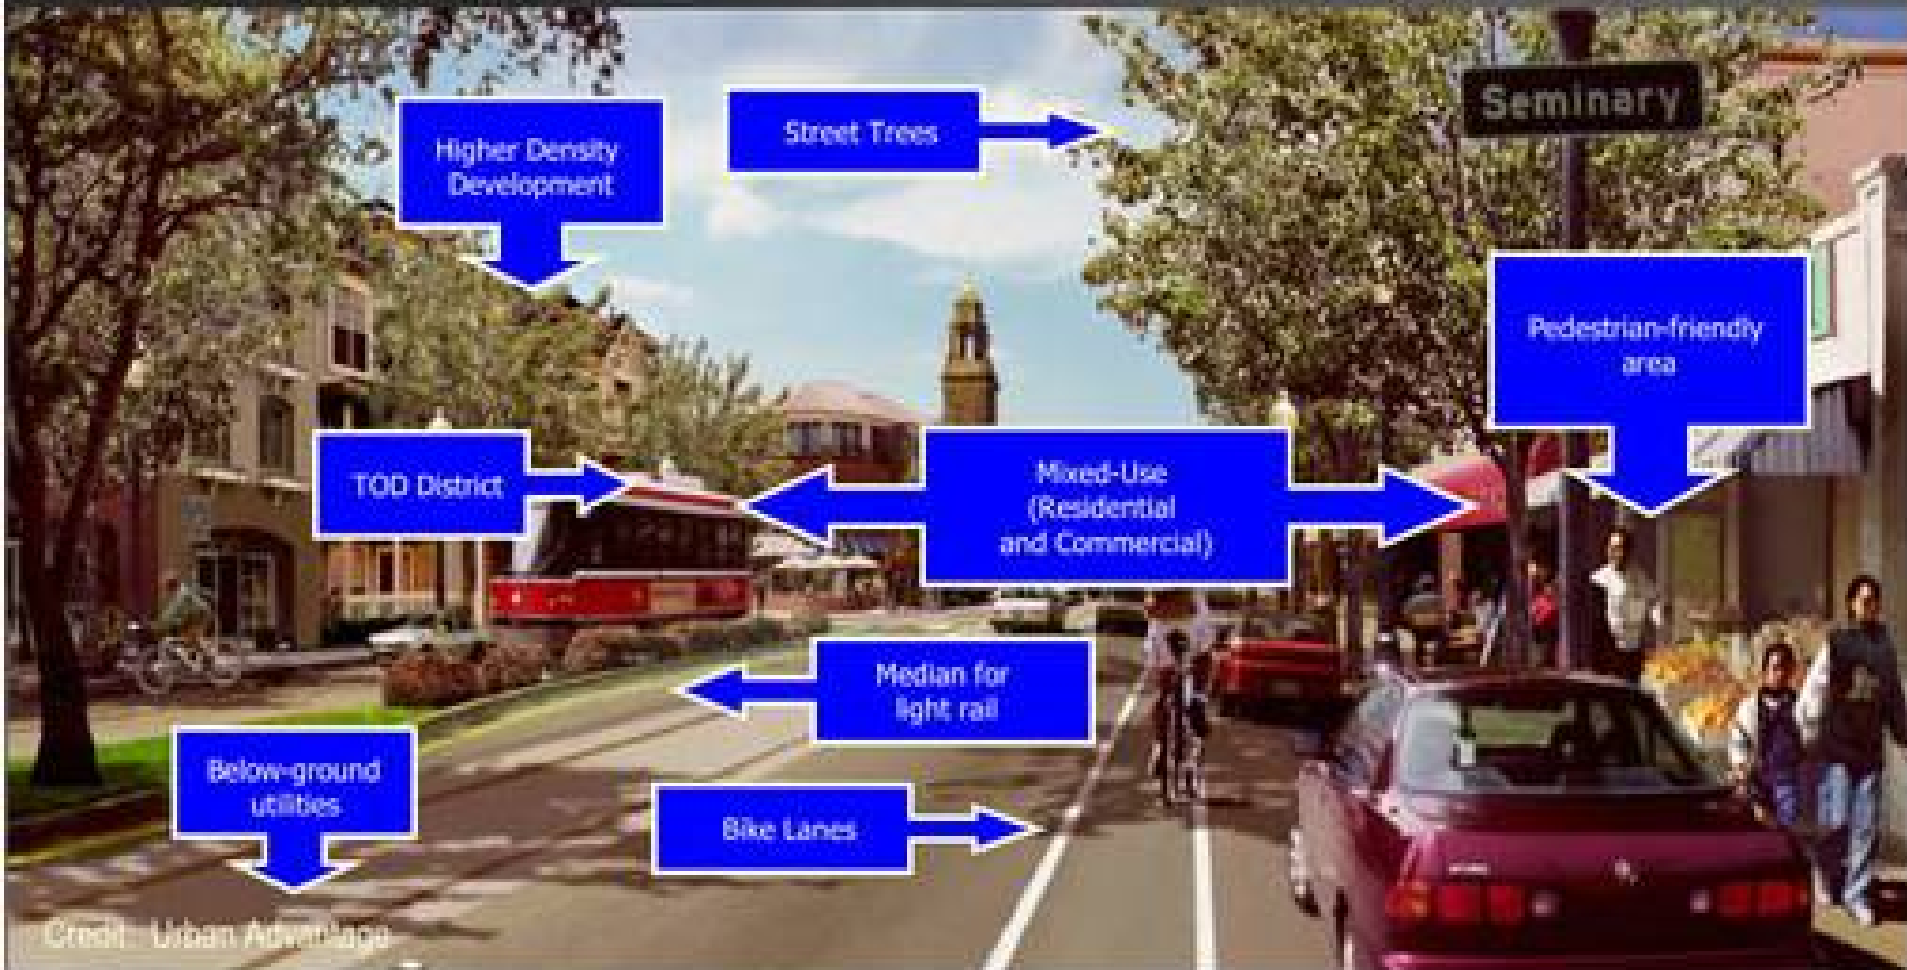 Street Trees
Seminary
Higher Density
Development
Pedestrian-friendly
area
TOD District
Mixed-Use
(Residential
and Commercial)
Median for
light rail
Below-ground
utilities
Bike Lanes
Credit: Urban Advantage